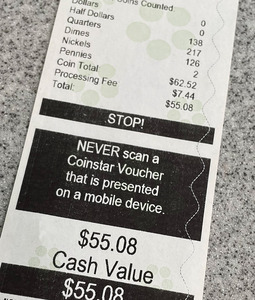 Coins Counted:
Dollars 0
Half Dollars 0
Quarters 138
Dimes 217
Nickels 126
Pennies 2
Coin Total: $62.52
Processing Fee $7.44
Total: $55.08
STOP!
NEVER scan a
Coinstar Voucher
that is presented
on a mobile device.
$55.08
Cash Value
$55.08